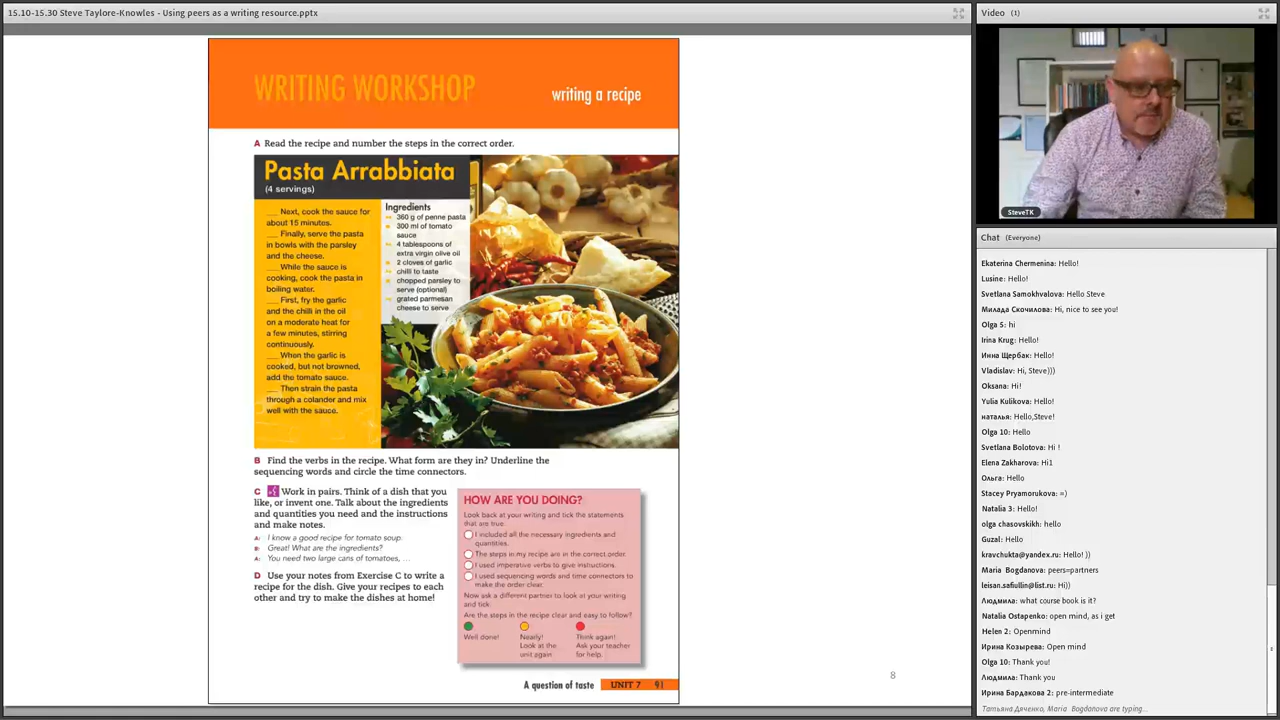 15.10-15.30 Steve Taylore-Knowles - Using peers as a writing resource.pptx
WRITING WORKSHOP
writing a recipe
A Read the recipe and number the steps in the correct order.
Pasta Arrabbiata
(4 servings)
___ Next, cook the sauce for
about 15 minutes.
___ Finally, serve the pasta
in bowls with the parsley
and the cheese.
___ While the sauce is
cooking, cook the pasta in
boiling water.
___ First, fry the garlic
and the chilli in the oil
on a moderate heat for
a few minutes, stirring
continuously.
___ When the garlic is
cooked, but not browned,
add the tomato sauce.
___ Then strain the pasta
through a colander and mix
well with the sauce.
Ingredients
360 g of penne pasta
300 ml of tomato
sauce
4 tablespoons of
extra virgin olive oil
2 cloves of garlic
chilli to taste
chopped parsley to
serve (optional)
grated parmesan
cheese to serve
B Find the verbs in the recipe. What form are they in? Underline the
sequencing words and circle the time connectors.
C Work in pairs. Think of a dish that you
like, or invent one. Talk about the ingredients
and quantities you need and the instructions
and make notes.
A: I know a good recipe for tomato soup.
B: Great! What are the ingredients?
A: You need two large cans of tomatoes, ...
D Use your notes from Exercise C to write a
recipe for the dish. Give your recipes to each
other and try to make the dishes at home!
HOW ARE YOU DOING?
Look back at your writing and tick the statements
that are true.
I included all the necessary ingredients and
quantities.
The steps in my recipe are in the correct order.
I used imperative verbs to give instructions.
I used sequencing words and time connectors to
make the order clear.
Now ask a different partner to look at your writing
and tick.
Are the steps in the recipe clear and easy to follow?
Well done!
Nearly!
Look at the
unit again
Think again!
Ask your teacher
for help.
A question of taste UNIT 7 91
8
Video (1)
SteveTK
Chat (Everyone)
Ekaterina Chermenina: Hello!
Lusine: Hello!
Svetlana Samokhvalova: Hello Steve
Милада Скочилова: Hi, nice to see you!
Olga 5: hi
Irina Krug: Hello!
Инна Щербак: Hello!
Vladislav: Hi, Steve)))
Oksana: Hi!
Yulia Kulikova: Hello!
наталья: Hello,Steve!
Olga 10: Hello
Svetlana Bolotova: Hi !
Elena Zakharova: Hi1
Ольга: Hello
Stacey Pryamorukova: =)
Natalia 3: Hello!
olga chasovskikh: hello
Guzal: Hello
kravchukta@yandex.ru: Hello! ))
Maria Bogdanova: peers=partners
leisan.safiullin@list.ru: Hi))
Людмила: what course book is it?
Natalia Ostapenko: open mind, as i get
Helen 2: Openmind
Ирина Козырева: Open mind
Olga 10: Thank you!
Людмила: Thank you
Ирина Бардакова 2: pre-intermediate
Татьяна Дяченко, Maria Bogdanova are typing...